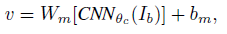 v = W_m[CNN_{θ_c}(I_b)] + b_m,